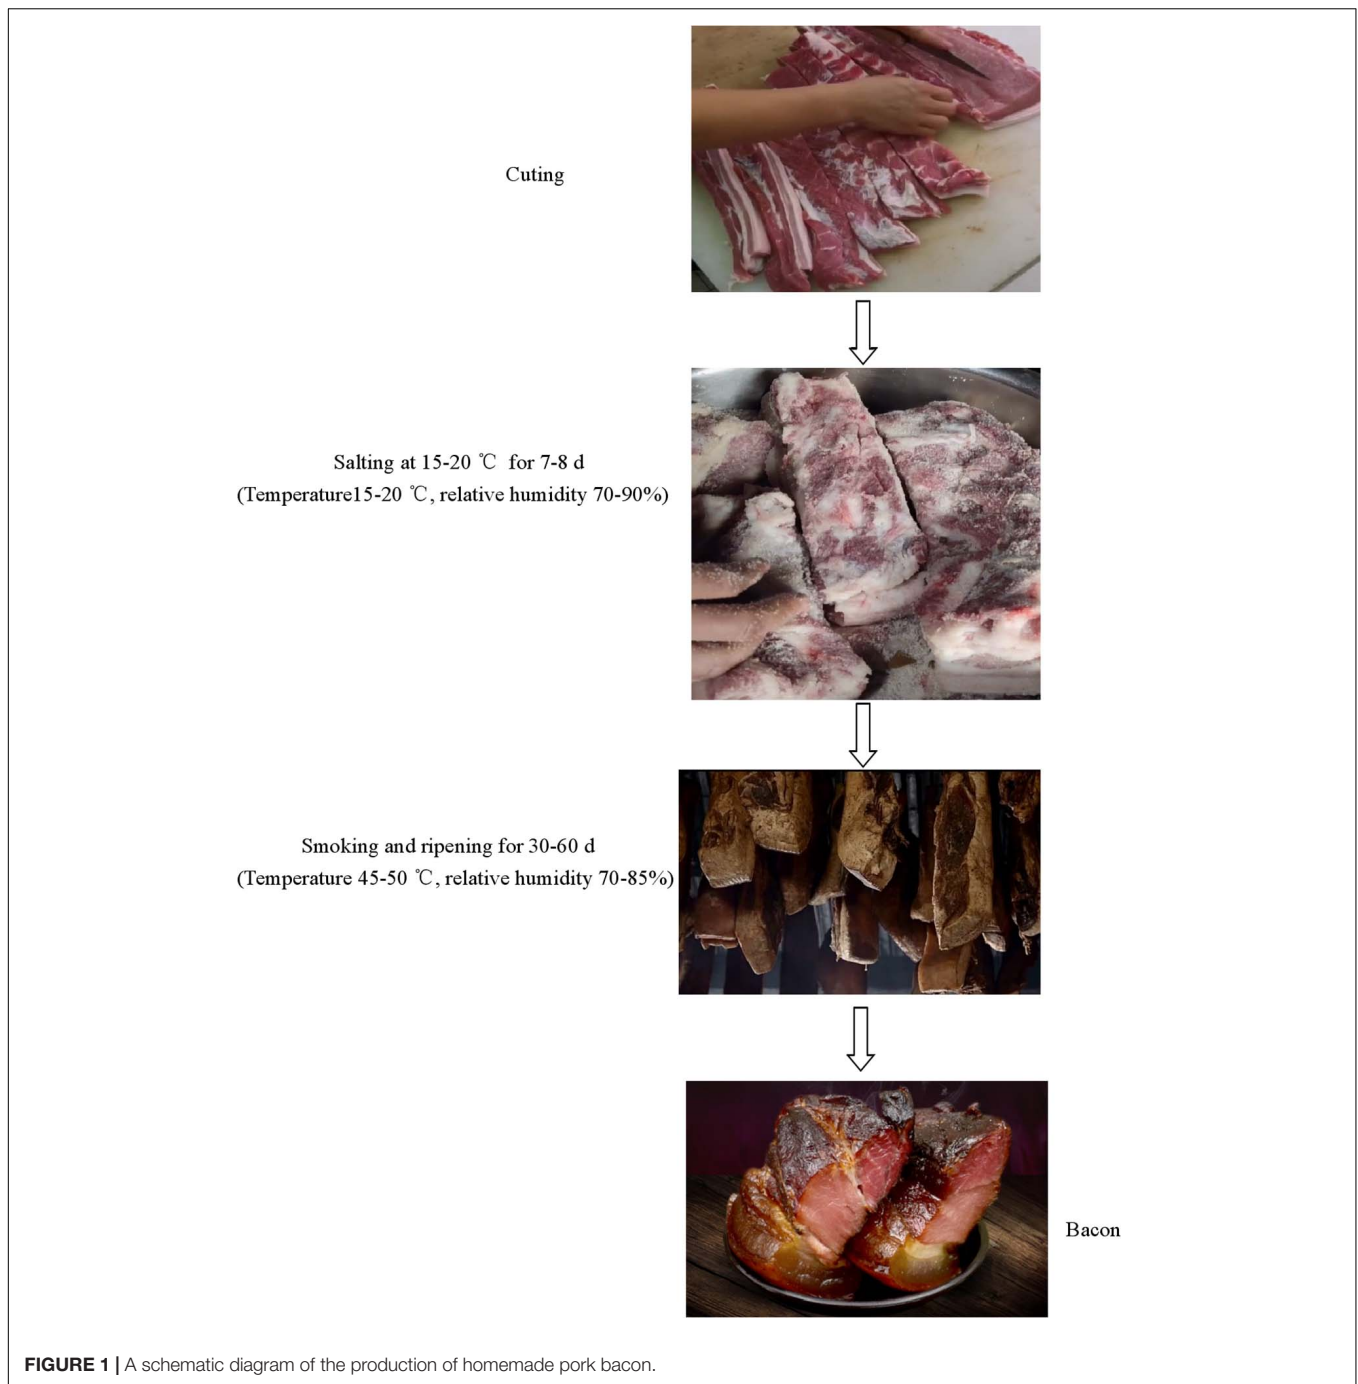 Cuting
Salting at 15-20 ℃ for 7-8 d
(Temperature15-20 ℃, relative humidity 70-90%)
Smoking and ripening for 30-60 d
(Temperature 45-50 ℃, relative humidity 70-85%)
Bacon
FIGURE 1 | A schematic diagram of the production of homemade pork bacon.